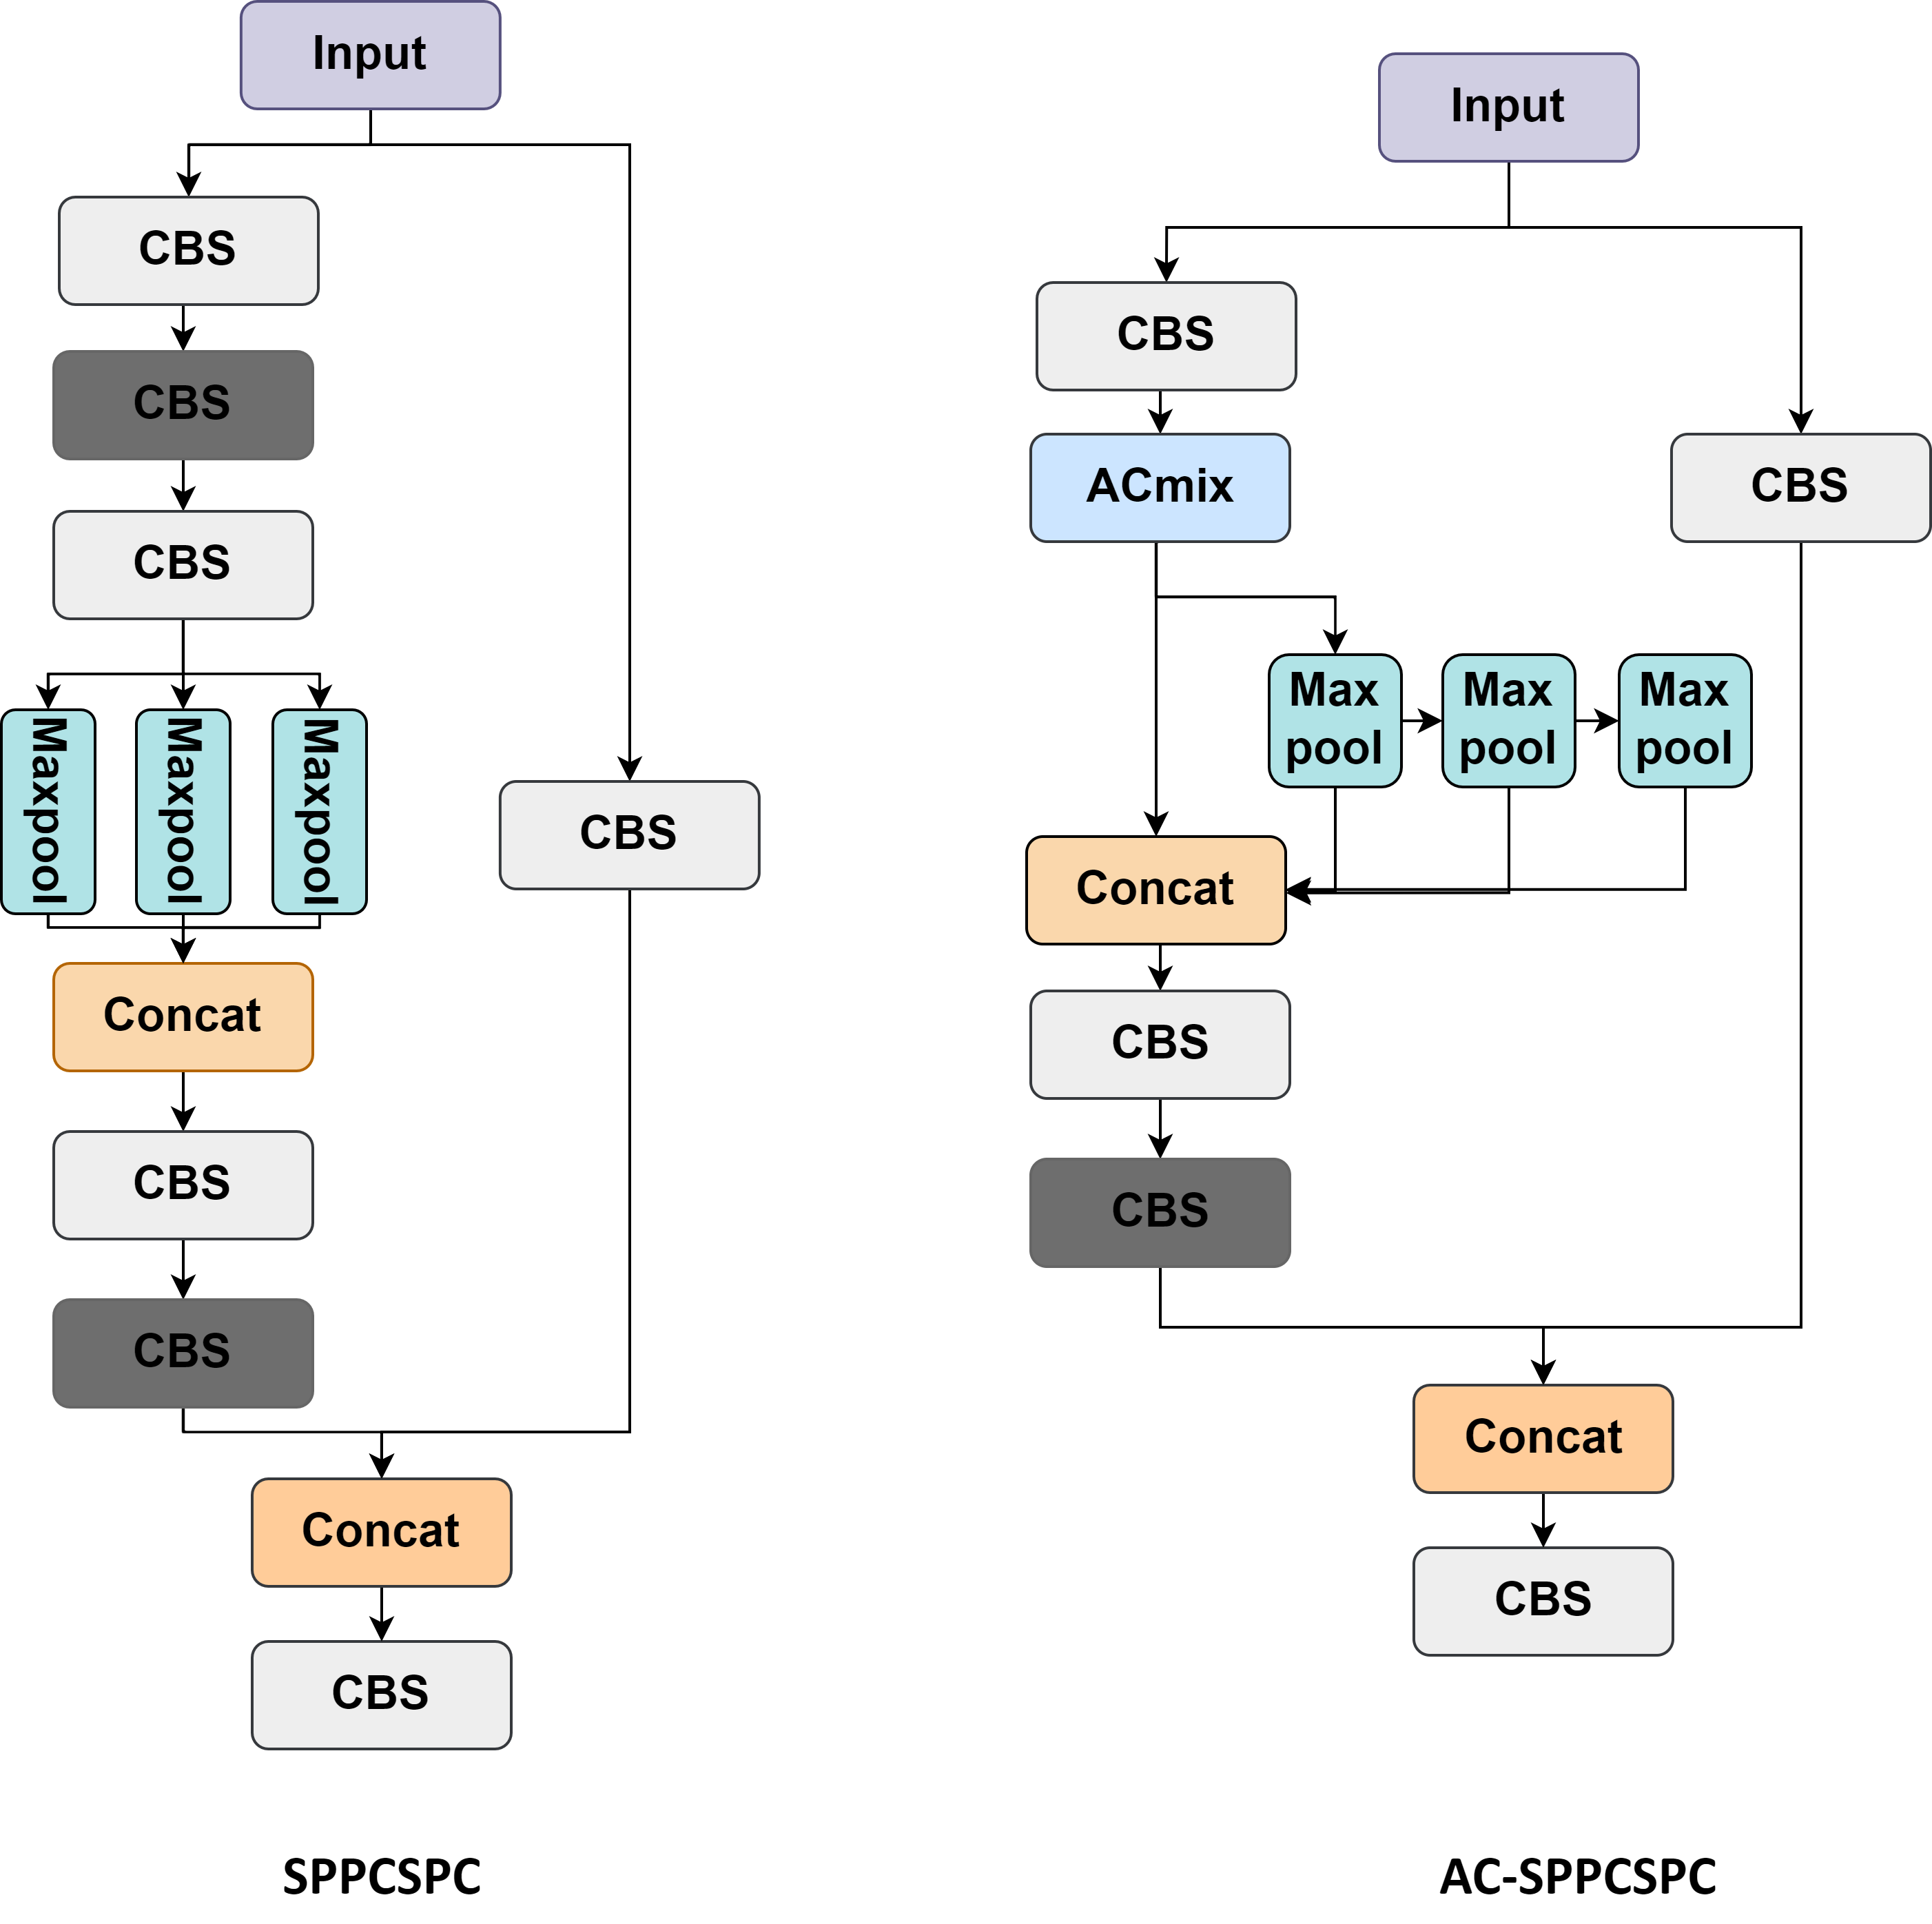 Input
CBS
CBS
CBS
Maxpool
Maxpool
Maxpool
CBS
Concat
CBS
CBS
Concat
CBS
SPPCSPC
Input
CBS
ACmix
CBS
Max
pool
Max
pool
Max
pool
Concat
CBS
CBS
Concat
CBS
AC-SPPCSPC